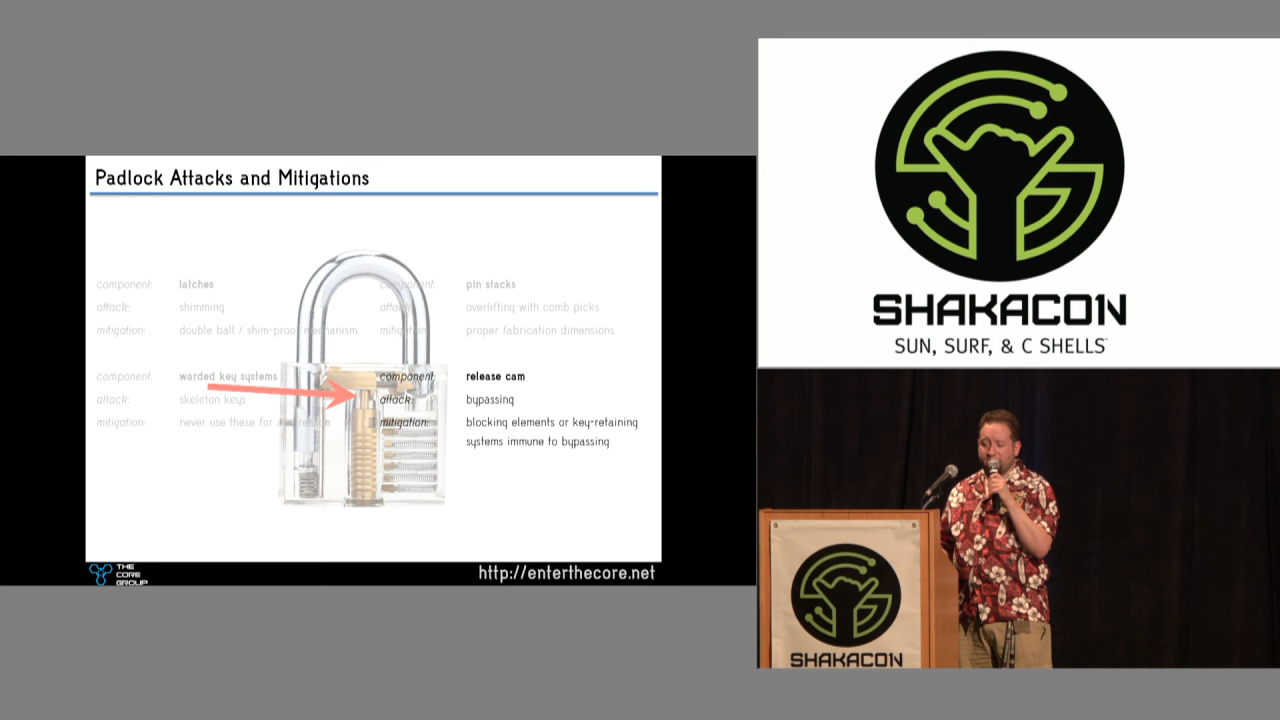 Padlock Attacks and Mitigations
component: latches
attack: shimming
mitigation: double ball / shim-proof mechanism
component: pin stacks
attack: overlifting with comb picks
mitigation: proper fabrication dimensions
component: warded key systems
attack: skeleton keys
mitigation: never use these for
component: release cam
attack: bypassing
mitigation: blocking elements or key-retaining
systems immune to bypassing
THE
CORE
GROUP
http://enterthecore.net
SHAKACON
SUN, SURF, & C SHELLS
SHAKACON